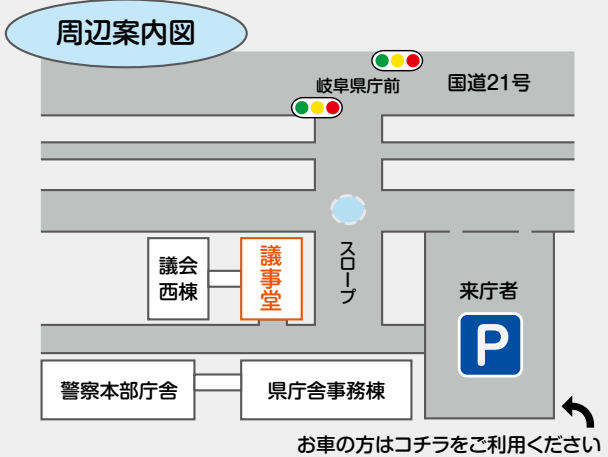 周辺案内図
岐阜県庁前
国道21号
スロープ
議会
西棟
議事堂
来庁者
P
警察本部庁舎
県庁舎事務棟
お車の方はコチラをご利用ください